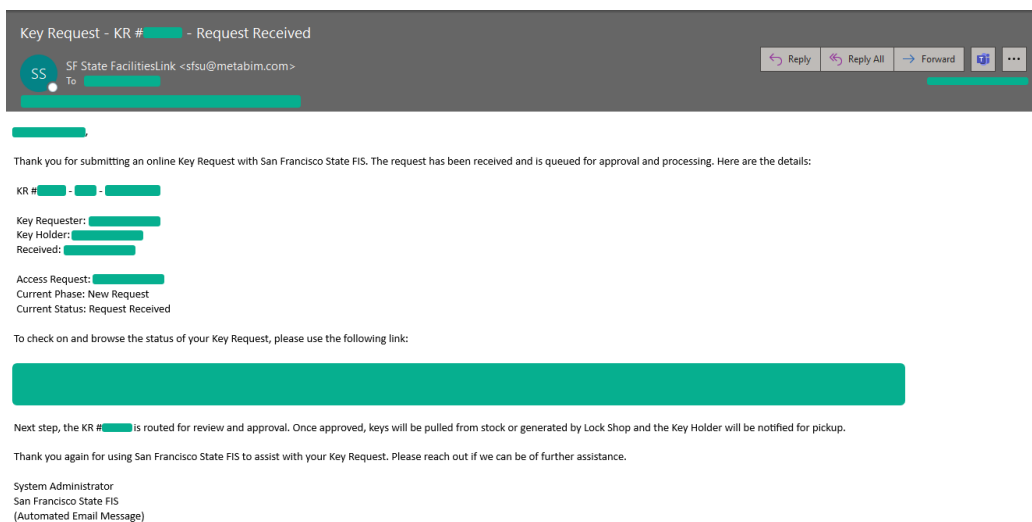 Key Request - KR # - Request Received
SS
SF State FacilitiesLink <sfsu@metabim.com>
To
Reply
Reply All
Forward
,
Thank you for submitting an online Key Request with San Francisco State FIS. The request has been received and is queued for approval and processing. Here are the details:
KR # - -
Key Requester:
Key Holder:
Received:
Access Request:
Current Phase: New Request
Current Status: Request Received
To check on and browse the status of your Key Request, please use the following link:
Next step, the KR # is routed for review and approval. Once approved, keys will be pulled from stock or generated by Lock Shop and the Key Holder will be notified for pickup.
Thank you again for using San Francisco State FIS to assist with your Key Request. Please reach out if we can be of further assistance.
System Administrator
San Francisco State FIS
(Automated Email Message)